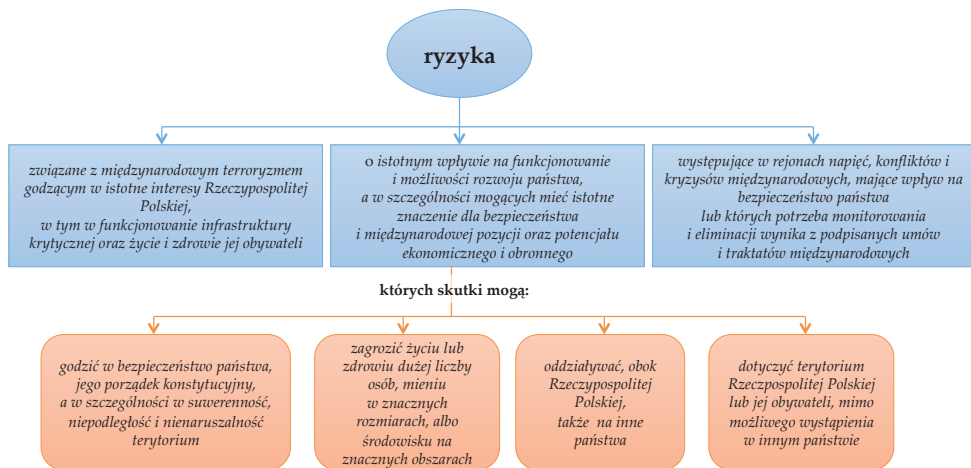 ryzyka
związane z międzynarodowym terroryzmem
godzącym w istotne interesy Rzeczypospolitej
Polskiej,
w tym w funkcjonowanie infrastruktury
krytycznej oraz życie i zdrowie jej obywateli
o istotnym wpływie na funkcjonowanie
i możliwości rozwoju państwa,
a w szczególności mogących mieć istotne
znaczenie dla bezpieczeństwa
i międzynarodowej pozycji oraz potencjału
ekonomicznego i obronnego
występujące w rejonach napięć, konfliktów i
kryzysów międzynarodowych, mające wpływ na
bezpieczeństwo państwa
lub których potrzeba monitorowania
i eliminacji wynika z podpisanych umów
i traktatów międzynarodowych
których skutki mogą:
godzić w bezpieczeństwo państwa,
jego porządek konstytucyjny,
a w szczególności w suwerenność,
niepodległość i nienaruszalność
terytorium
zagrozić życiu lub
zdrowiu dużej liczby
osób, mieniu
w znacznych
rozmiarach, albo
środowisku na
znacznych obszarach
oddziaływać, obok
Rzeczypospolitej
Polskiej,
także na inne
państwa
dotyczyć terytorium
Rzeczpospolitej Polskiej
lub jej obywateli, mimo
możliwego wystąpienia
w innym państwie